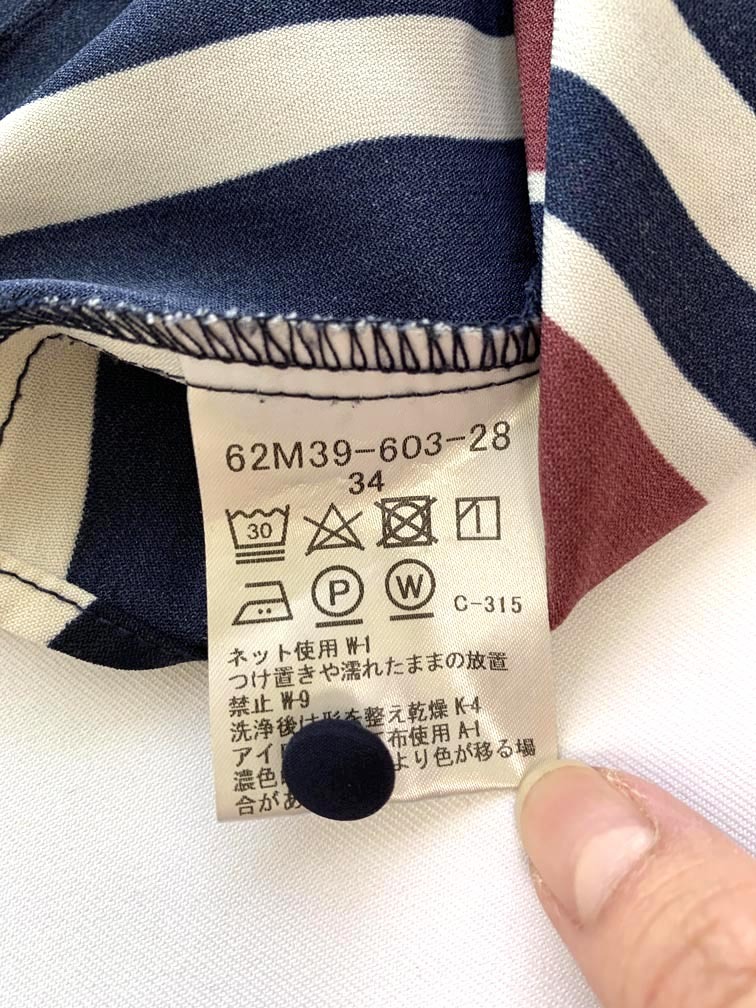 62M39-603-28
34
30
P W C-315
ネット使用 W-1
つけ置きや濡れたままの放置
禁止 W-9
洗浄後は形を整え乾燥 K-4
アイ 布使用 A-1
濃色 より色が移る場
合があ